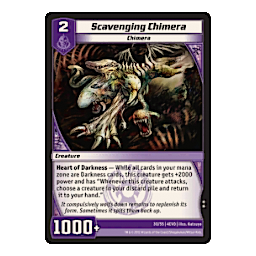 2
Scavenging Chimera
Chimera
Creature
Heart of Darkness — While all cards in your mana
zone are Darkness cards, this creature gets +2000
power and has "Whenever this creature attacks,
choose a creature in your discard pile and return
it to your hand."
It compulsively wolfs down remains to replenish its
form. Sometimes it spits them back up.
1000+